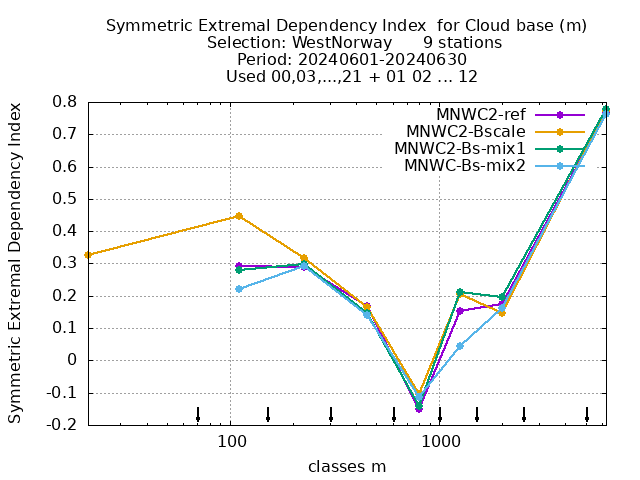 Symmetric Extremal Dependency Index for Cloud base (m)
Selection: WestNorway 9 stations
Period: 20240601-20240630
Used 00,03,...,21 + 01 02 ... 12
Symmetric Extremal Dependency Index
0.8
0.7
0.6
0.5
0.4
0.3
0.2
0.1
0
-0.1
-0.2
MNWC2-ref
MNWC2-Bscale
MNWC2-Bs-mix1
MNWC-Bs-mix2
100
1000
classes m